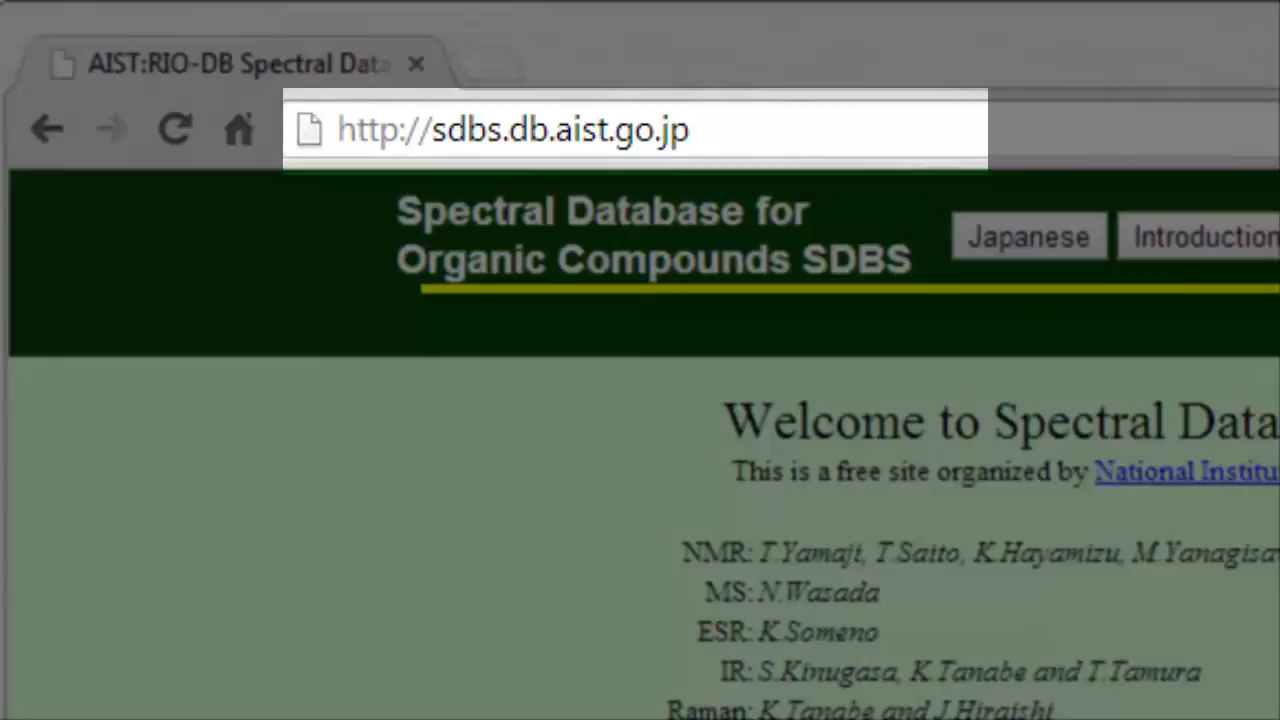 AIST:RIO-DB Spectral Data
http://sdbs.db.aist.go.jp
Spectral Database for
Organic Compounds SDBS
Japanese
Introduction
Welcome to Spectral Data
This is a free site organized by National Institu
NMR: T.Yamaji, T.Saito, K.Hayamizu, M.Yanagisa
MS: N.Wasada
ESR: K.Someno
IR: S.Kinugasa, K.Tanabe and T.Tamura
Raman: K.Tanabe and J.Hiraishi